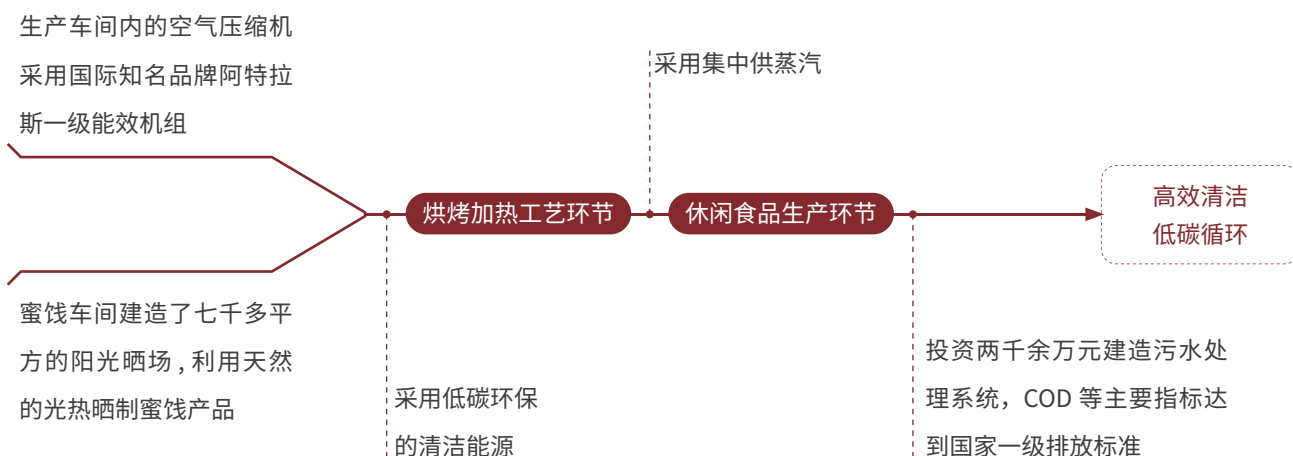 生产车间内的空气压缩机
采用国际知名品牌阿特拉
斯一级能效机组
采用集中供蒸汽
烘烤加热工艺环节
休闲食品生产环节
高效清洁
低碳循环
蜜饯车间建造了七千多平
方的阳光晒场,利用天然
的光热晒制蜜饯产品
采用低碳环保
的清洁能源
投资两千余万元建造污水处
理系统，COD 等主要指标达
到国家一级排放标准